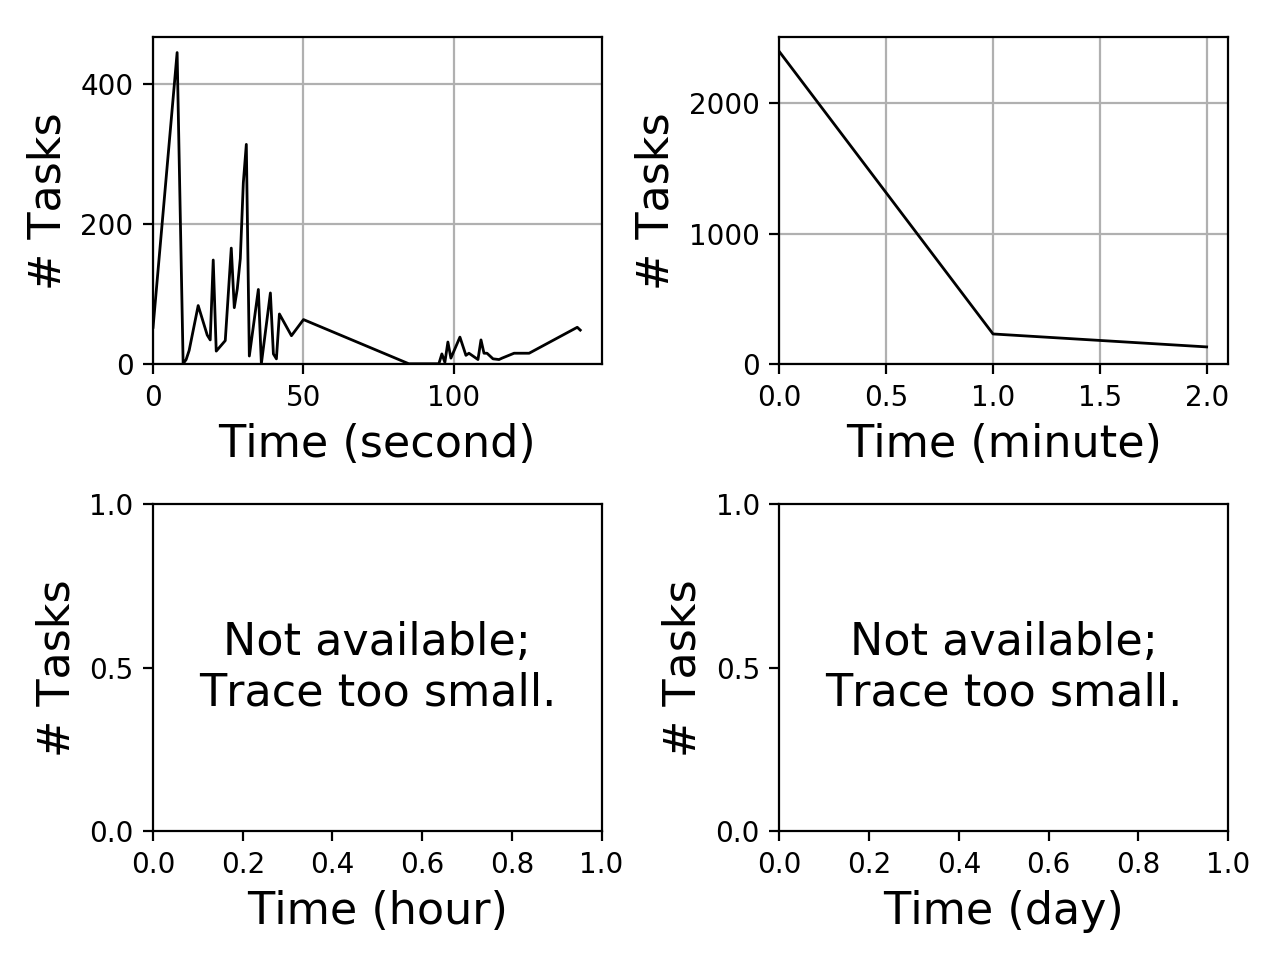 400
200
0
# Tasks
0
50
100
Time (second)
2000
1000
0
# Tasks
0.0
0.5
1.0
1.5
2.0
Time (minute)
1.0
0.5
0.0
# Tasks
Not available;
Trace too small.
0.0
0.2
0.4
0.6
0.8
1.0
Time (hour)
1.0
0.5
0.0
# Tasks
Not available;
Trace too small.
0.0
0.2
0.4
0.6
0.8
1.0
Time (day)